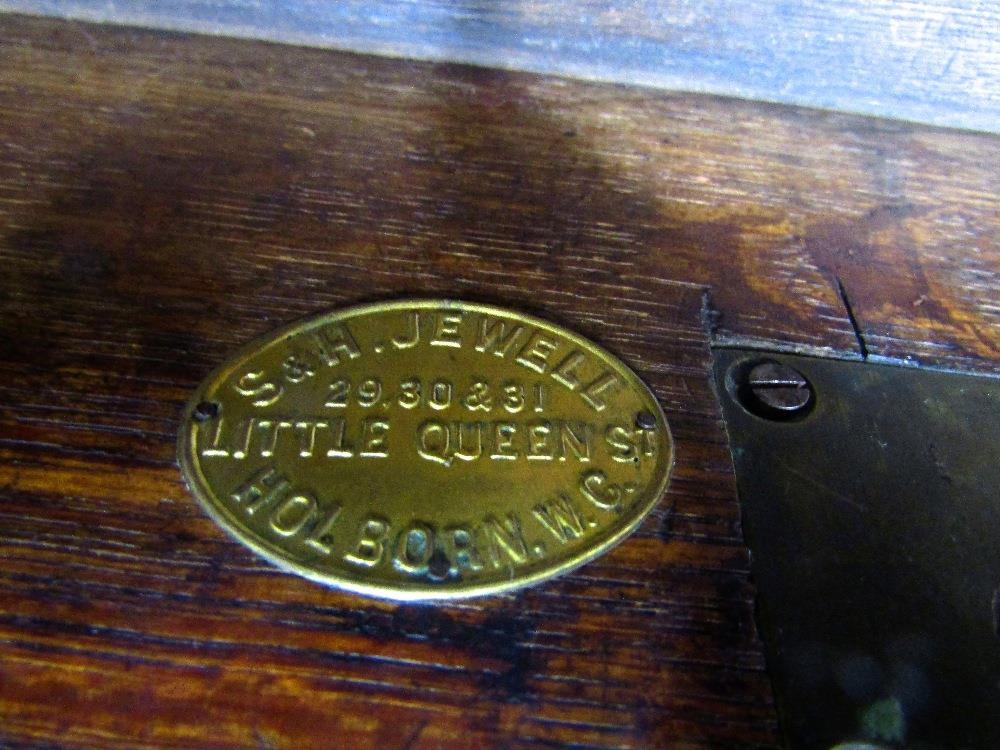 S & H. JEWELL
29. 30 & 31
LITTLE QUEEN ST
HOLBORN. W. C.